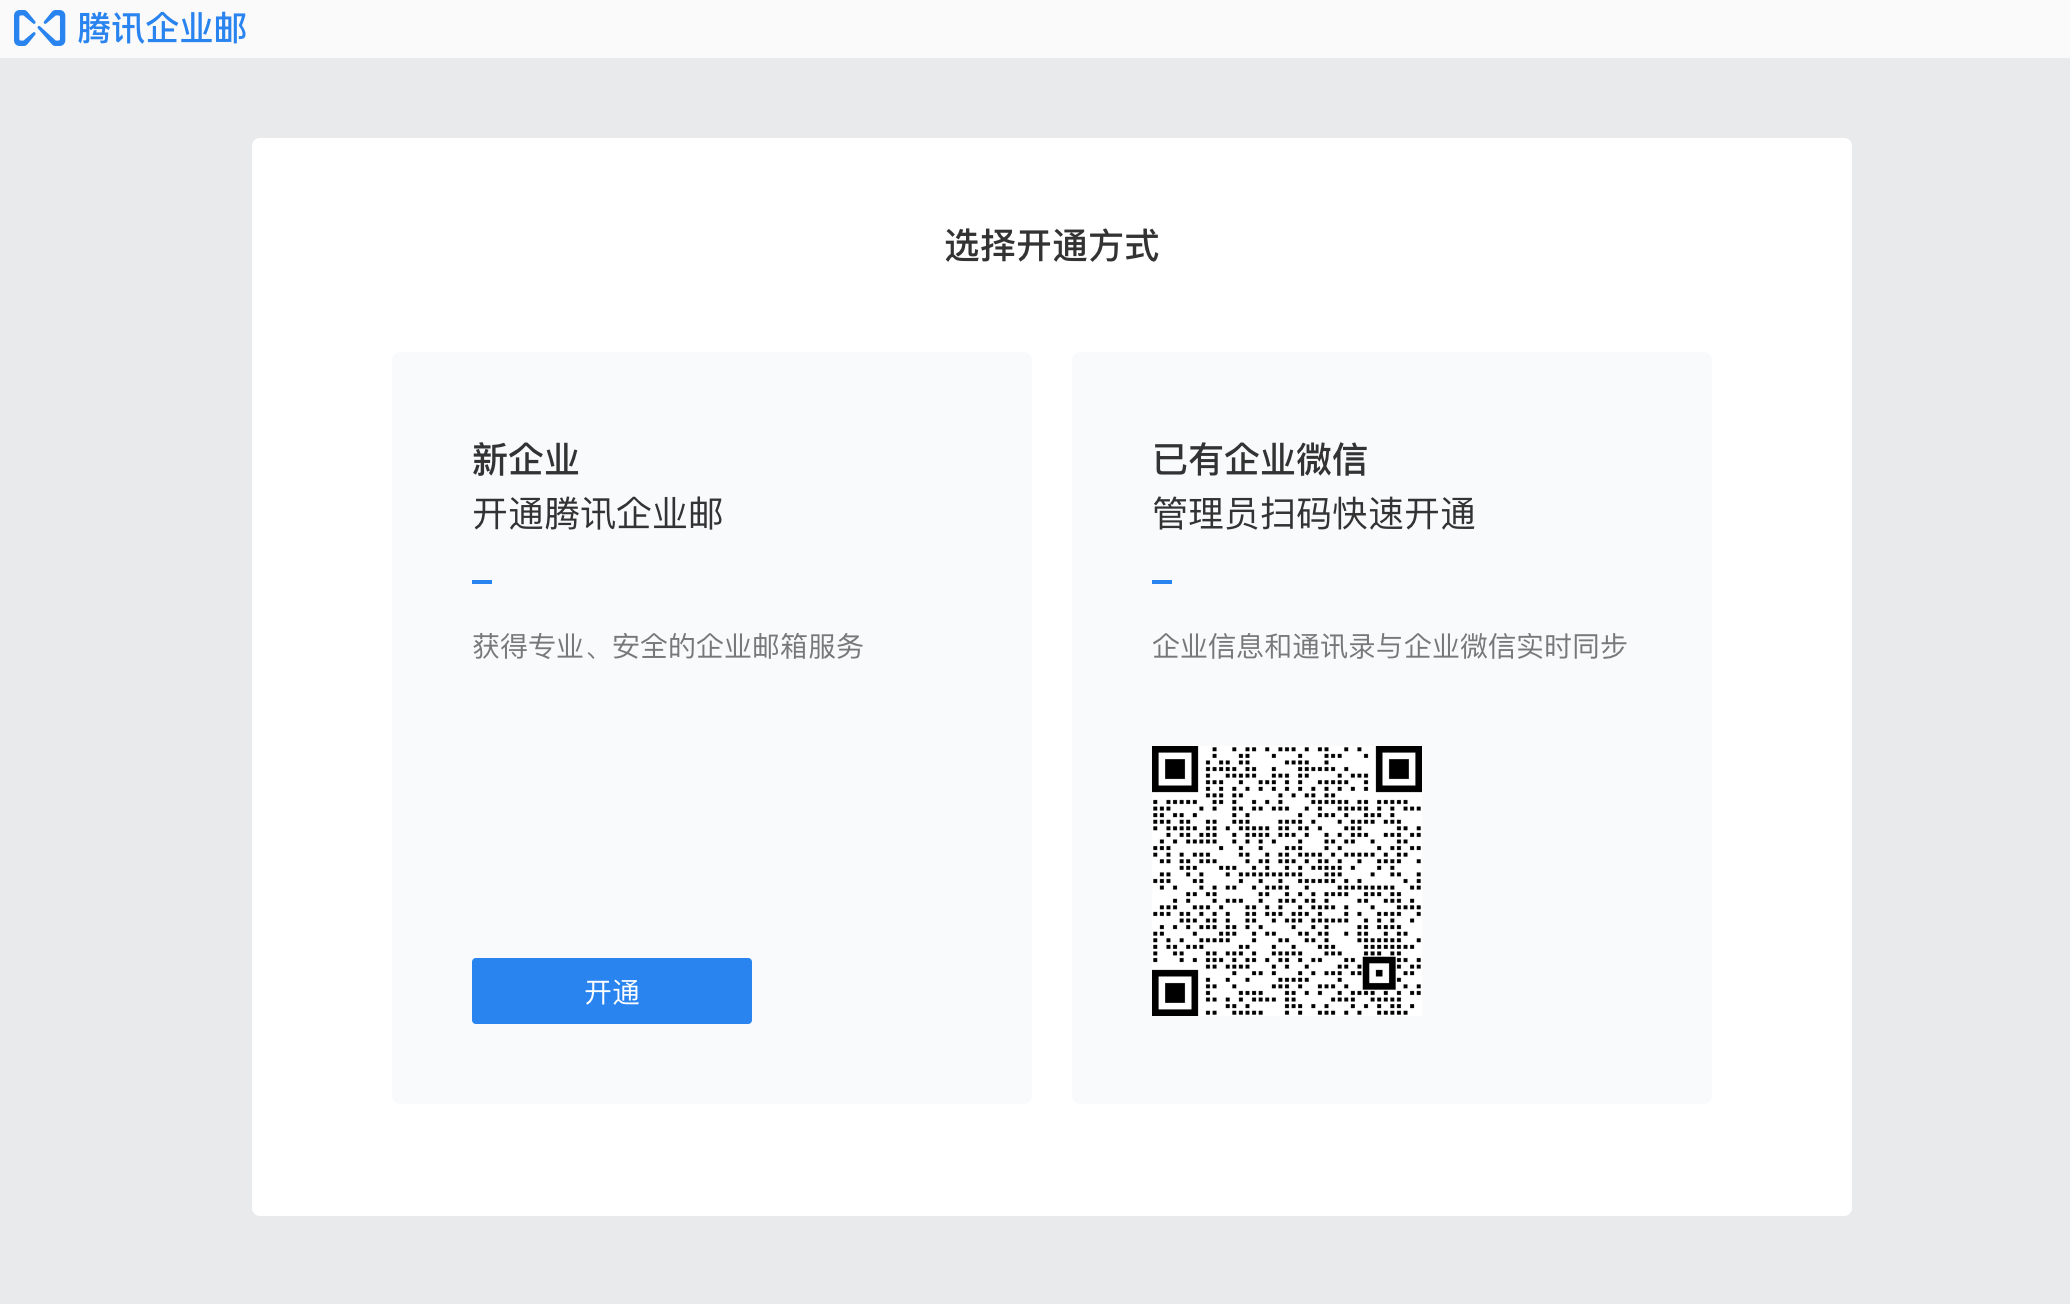 腾讯企业邮
选择开通方式
新企业
开通腾讯企业邮
获得专业、安全的企业邮箱服务
开通
已有企业微信
管理员扫码快速开通
企业信息和通讯录与企业微信实时同步